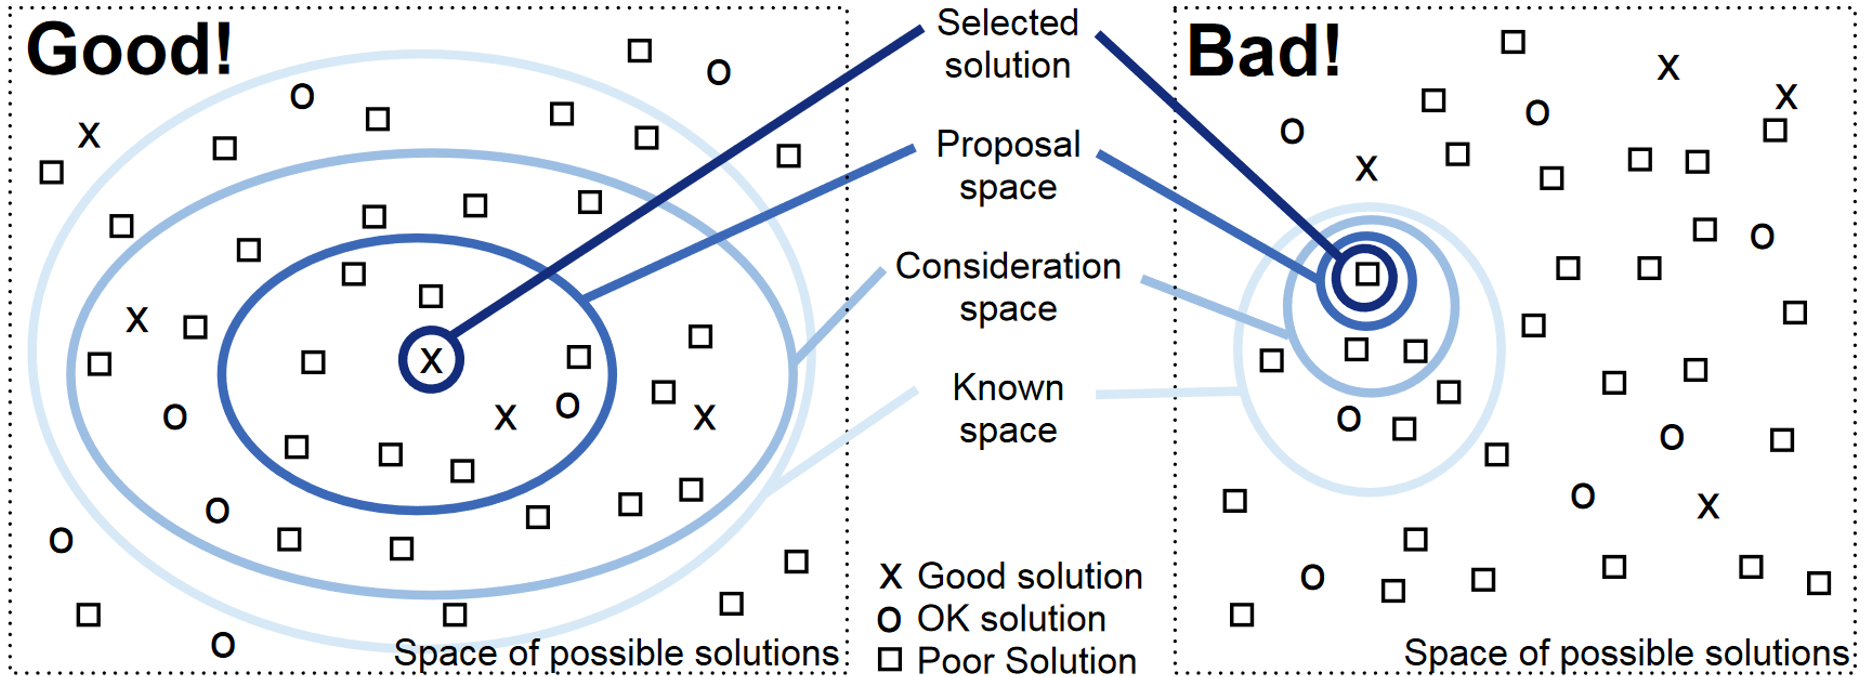 Good!
Selected
solution
Proposal
space
Consideration
space
Known
space
x Good solution
o OK solution
□ Poor Solution
Space of possible solutions
Bad!
Space of possible solutions